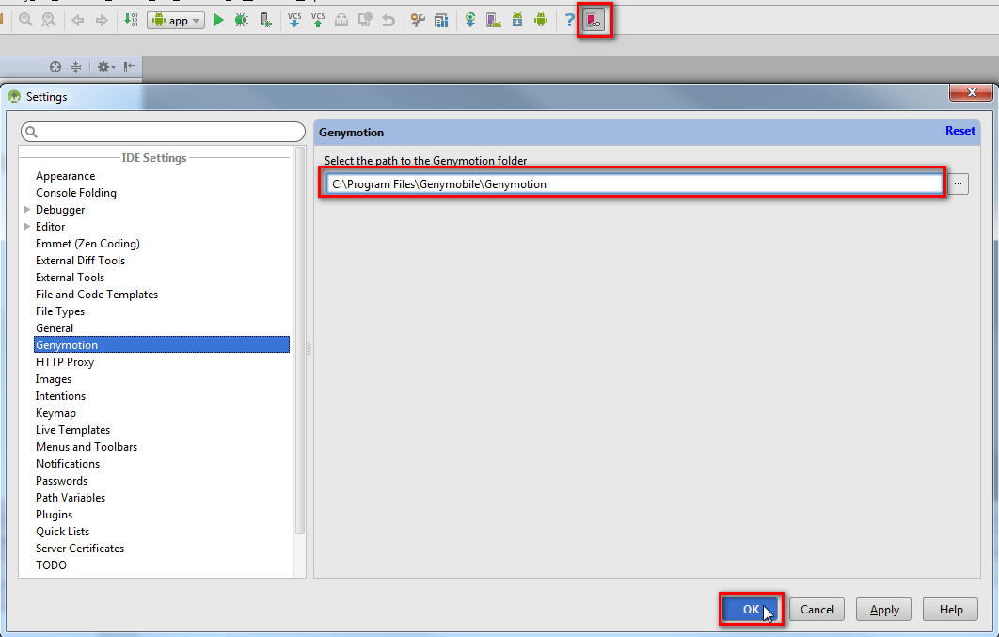 app
VCS
VCS
?
Settings
Genymotion
Reset
IDE Settings
Select the path to the Genymotion folder
C:\Program Files\Genymobile\Genymotion
...
Appearance
Console Folding
Debugger
Editor
Emmet (Zen Coding)
External Diff Tools
External Tools
File and Code Templates
File Types
General
Genymotion
HTTP Proxy
Images
Intentions
Keymap
Live Templates
Menus and Toolbars
Notifications
Passwords
Path Variables
Plugins
Quick Lists
Server Certificates
TODO
OK
Cancel
Apply
Help